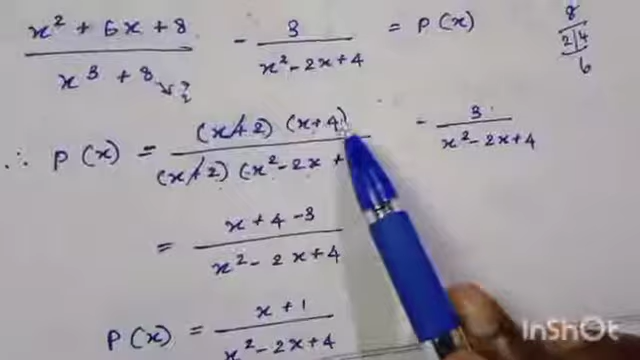 x² + 6x + 8 / x³ + 8 - 3 / x² - 2x + 4 = P(x)
8
2 | 4
6
→ 2³
∴ P(x) = (x+2) (x+4) / (x+2) (x² - 2x + - 3 / x² - 2x + 4
= x + 4 - 3 / x² - 2x + 4
P(x) = x + 1 / x² - 2x + 4
InShOt